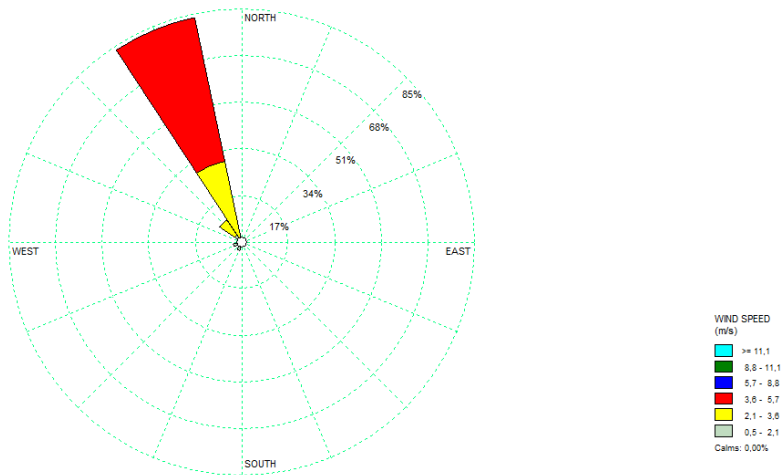 NORTH
85%
68%
51%
34%
17%
WEST
EAST
SOUTH
WIND SPEED
(m/s)
>= 11,1
8,8 - 11,1
5,7 - 8,8
3,6 - 5,7
2,1 - 3,6
0,5 - 2,1
Calms: 0,00%